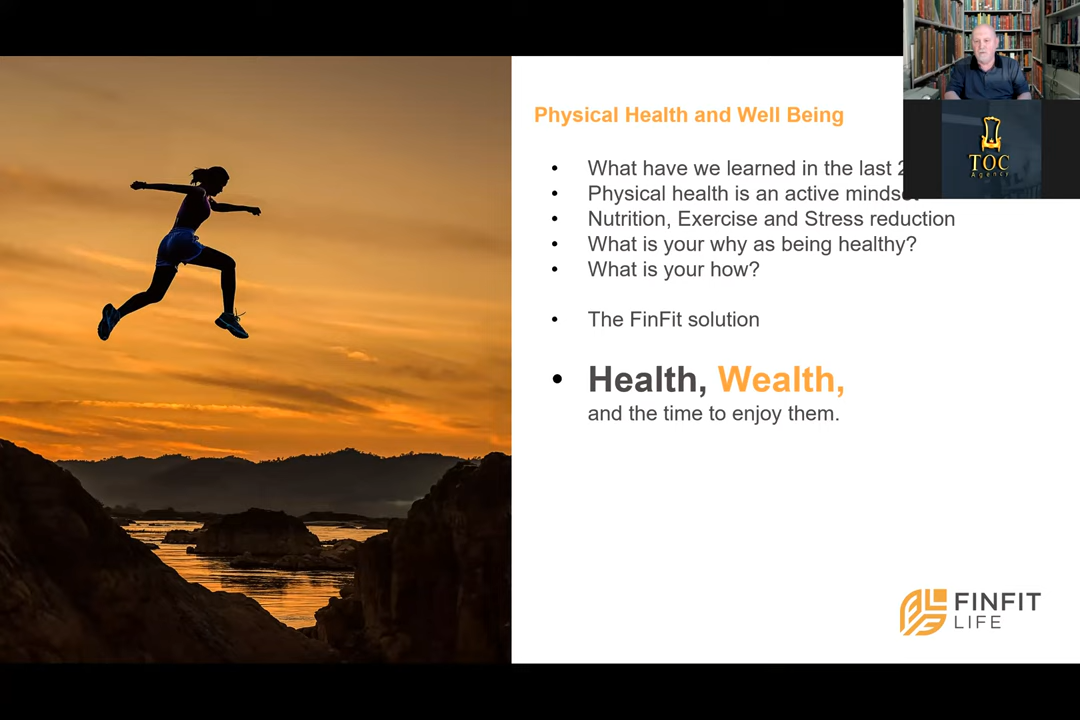 Physical Health and Well Being
• What have we learned in the last
• Physical health is an active mindset
• Nutrition, Exercise and Stress reduction
• What is your why as being healthy?
• What is your how?
• The FinFit solution
• Health, Wealth,
and the time to enjoy them.
TOC
Agency
FINFIT
LIFE